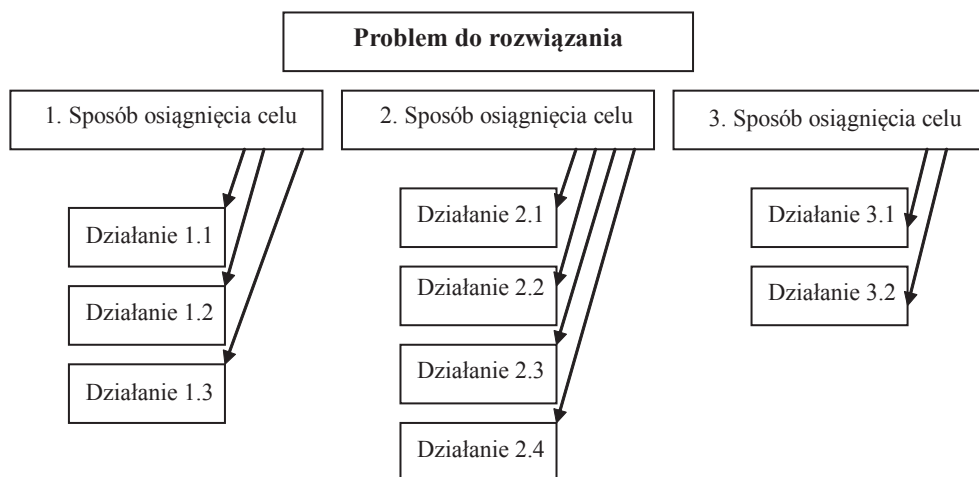 Problem do rozwiązania
1. Sposób osiągnięcia celu
2. Sposób osiągnięcia celu
3. Sposób osiągnięcia celu
Działanie 1.1
Działanie 1.2
Działanie 1.3
Działanie 2.1
Działanie 2.2
Działanie 2.3
Działanie 2.4
Działanie 3.1
Działanie 3.2